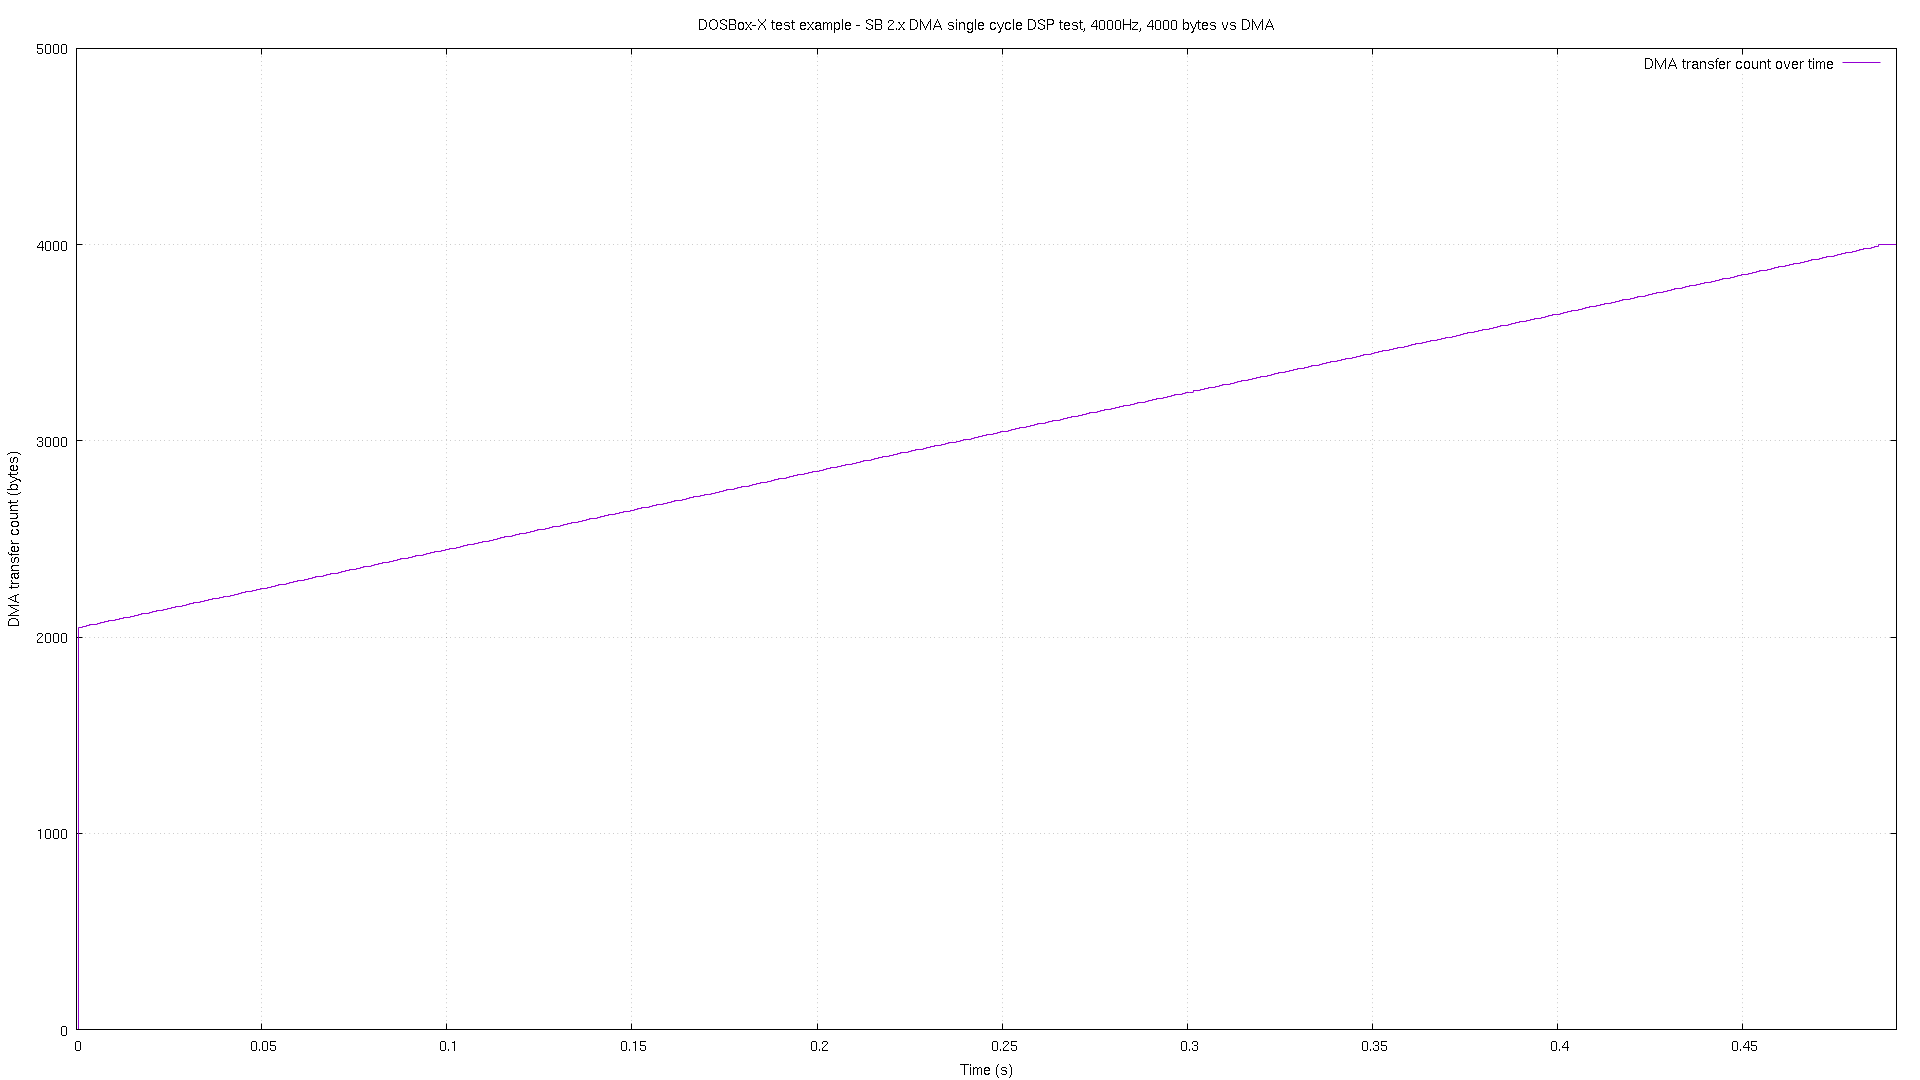 DOSBox-X test example - SB 2.x DMA single cycle DSP test, 4000Hz, 4000 bytes vs DMA
DMA transfer count over time
DMA transfer count (bytes)
5000
4000
3000
2000
1000
0
0 0.05 0.1 0.15 0.2 0.25 0.3 0.35 0.4 0.45
Time (s)